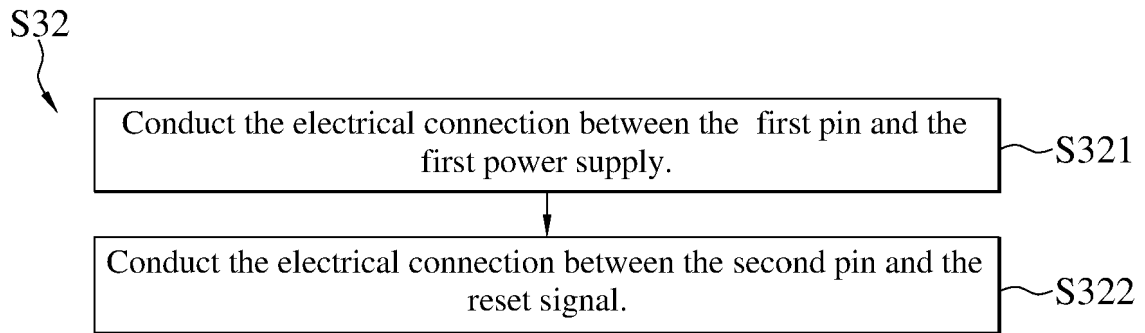 S32
Conduct the electrical connection between the first pin and the
first power supply.
S321
Conduct the electrical connection between the second pin and the
reset signal.
S322